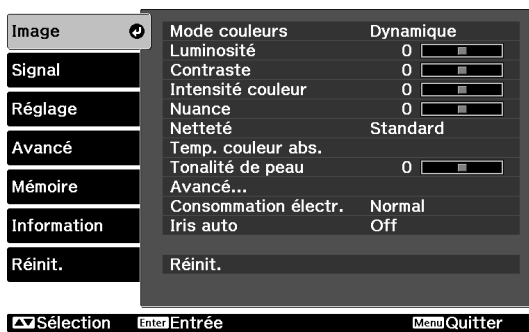 Image
Signal
Réglage
Avancé
Mémoire
Information
Réinit.
Mode couleurs Dynamique
Luminosité 0
Contraste 0
Intensité couleur 0
Nuance 0
Netteté Standard
Temp. couleur abs.
Tonalité de peau 0
Avancé...
Consommation électr. Normal
Iris auto Off
Réinit.
Sélection Enter Entrée Menu Quitter